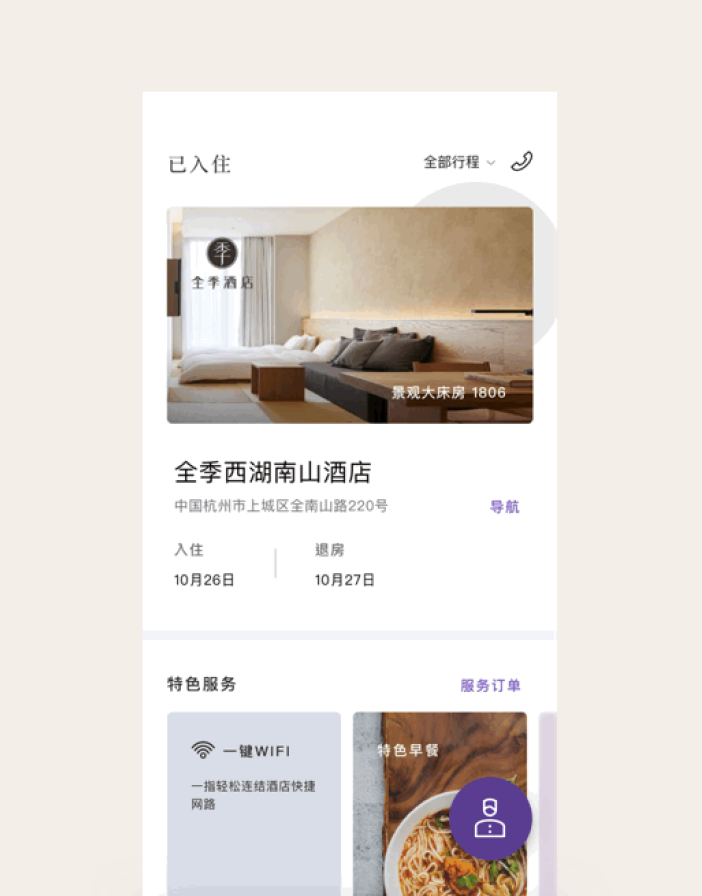 已入住
全部行程
季
全季酒店
景观大床房 1806
全季西湖南山酒店
中国杭州市上城区全南山路220号
导航
入住
退房
10月26日
10月27日
特色服务
服务订单
一键WIFI
特色早餐
一指轻松连结酒店快捷
网路